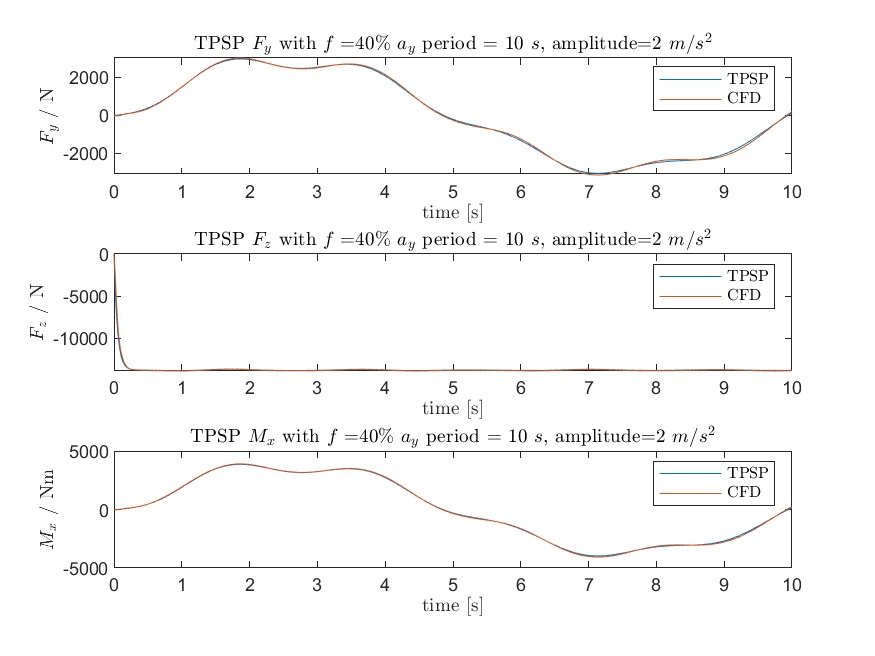 TPSP F_y with f =40% a_y period = 10 s, amplitude=2 m/s²
2000
0
-2000
F_y / N
TPSP
CFD
0 1 2 3 4 5 6 7 8 9 10
time [s]
TPSP F_z with f =40% a_y period = 10 s, amplitude=2 m/s²
0
-5000
-10000
F_z / N
TPSP
CFD
0 1 2 3 4 5 6 7 8 9 10
time [s]
TPSP M_x with f =40% a_y period = 10 s, amplitude=2 m/s²
5000
0
-5000
M_x / Nm
TPSP
CFD
0 1 2 3 4 5 6 7 8 9 10
time [s]